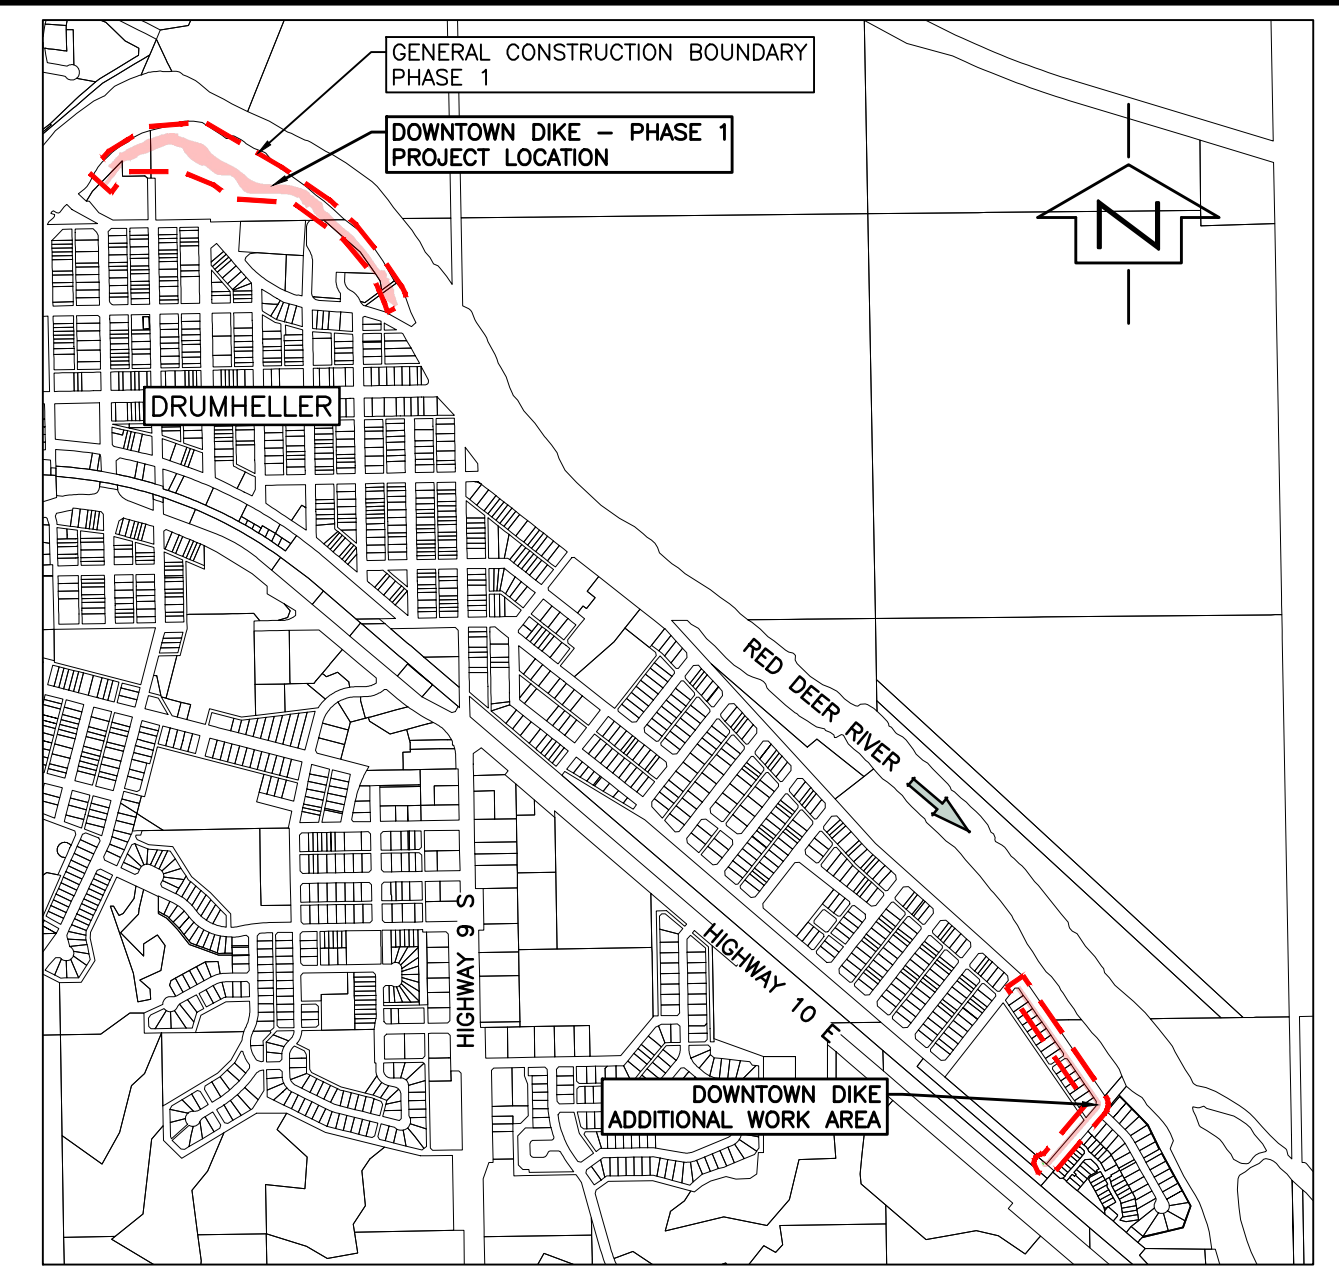 GENERAL CONSTRUCTION BOUNDARY
PHASE 1
DOWNTOWN DIKE – PHASE 1
PROJECT LOCATION
N
DRUMHELLER
RED DEER RIVER
HIGHWAY 9 S
HIGHWAY 10 E
DOWNTOWN DIKE
ADDITIONAL WORK AREA